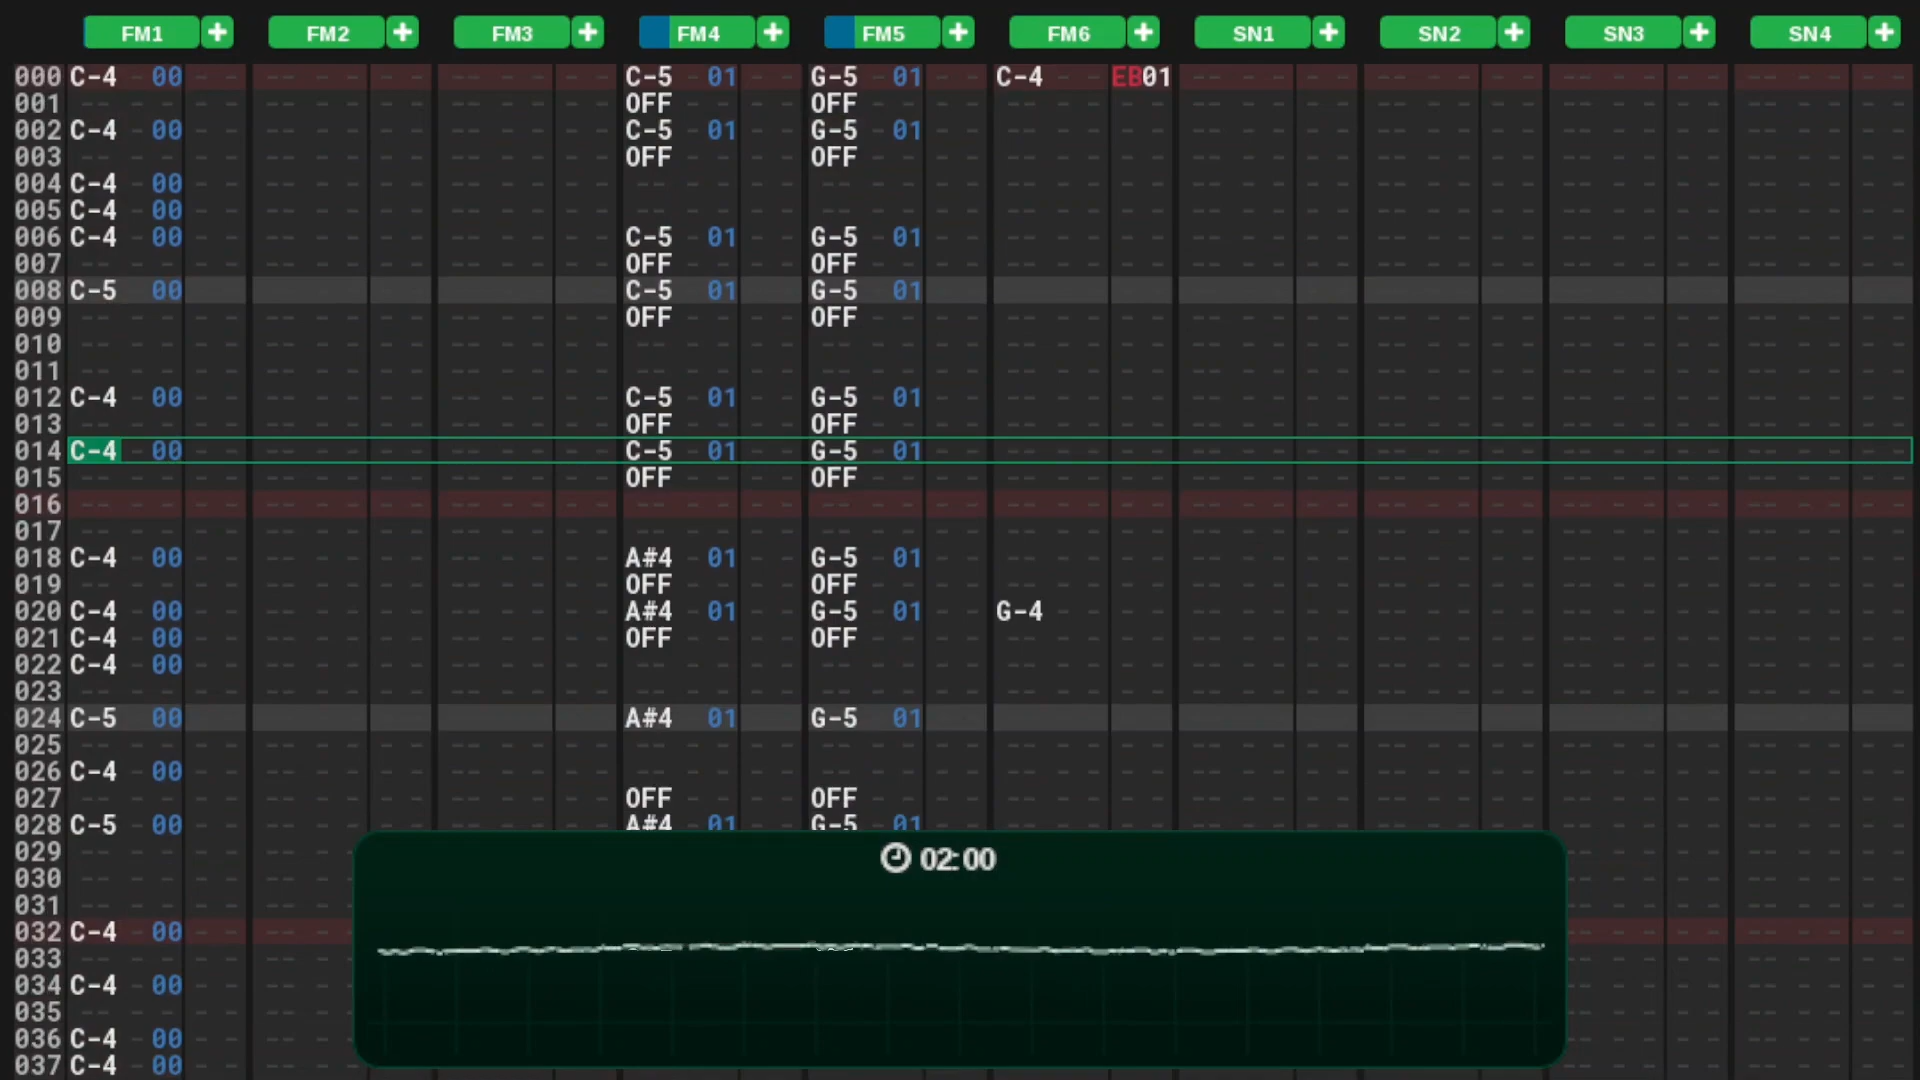 FM1 + FM2 + FM3 + FM4 + FM5 + FM6 + SN1 + SN2 + SN3 + SN4 +
000 C-4 00 C-5 01 G-5 01 C-4 EB01
001 OFF OFF
002 C-4 00 C-5 01 G-5 01
003 OFF OFF
004 C-4 00
005 C-4 00
006 C-4 00 C-5 01 G-5 01
007 OFF OFF
008 C-5 00 C-5 01 G-5 01
009 OFF OFF
010
011
012 C-4 00 C-5 01 G-5 01
013 OFF OFF
014 C-4 00 C-5 01 G-5 01
015 OFF OFF
016
017
018 C-4 00 A#4 01 G-5 01
019 OFF OFF
020 C-4 00 A#4 01 G-5 01 G-4
021 C-4 00 OFF OFF
022 C-4 00
023
024 C-5 00 A#4 01 G-5 01
025
026 C-4 00
027 OFF OFF
028 C-5 00 A#4 01 G-5 01
029
02:00
030
031
032 C-4 00
033
034 C-4 00
035
036 C-4 00
037 C-4 00